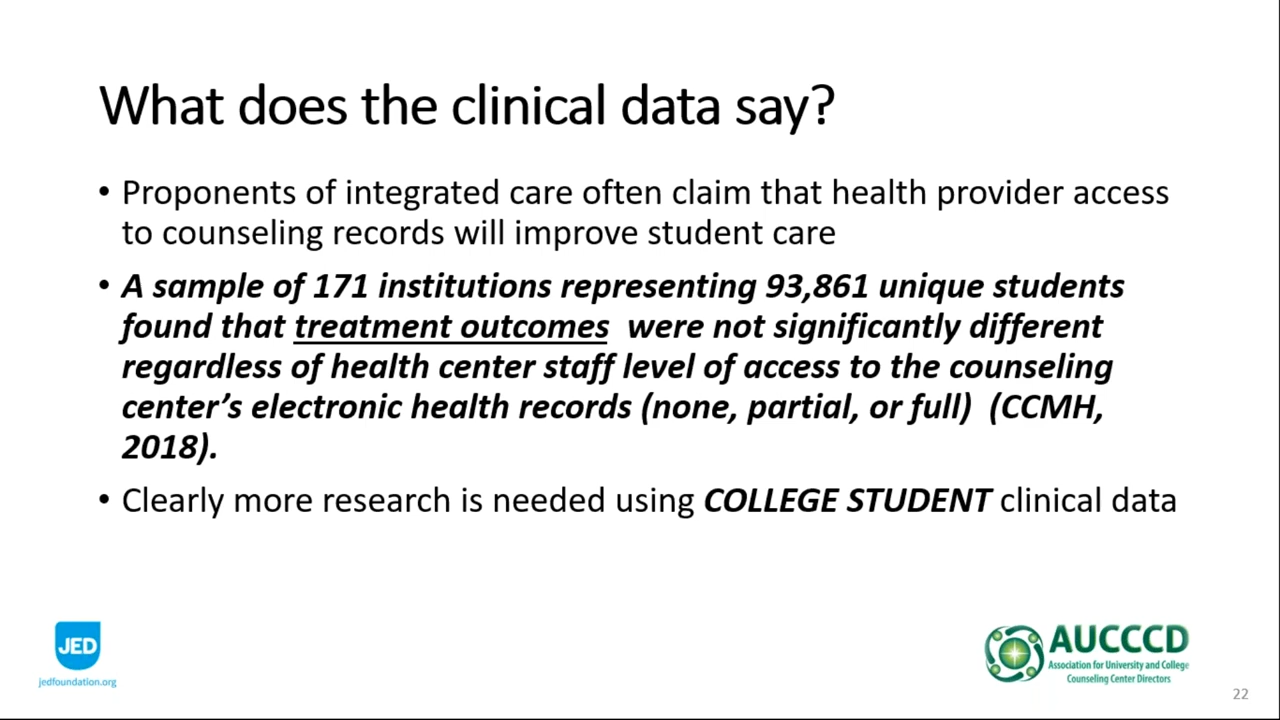 What does the clinical data say?
• Proponents of integrated care often claim that health provider access
to counseling records will improve student care
• A sample of 171 institutions representing 93,861 unique students
found that treatment outcomes were not significantly different
regardless of health center staff level of access to the counseling
center’s electronic health records (none, partial, or full) (CCMH,
2018).
• Clearly more research is needed using COLLEGE STUDENT clinical data
JED
jedfoundation.org
AUCCCD
Association for University and College
Counseling Center Directors
22